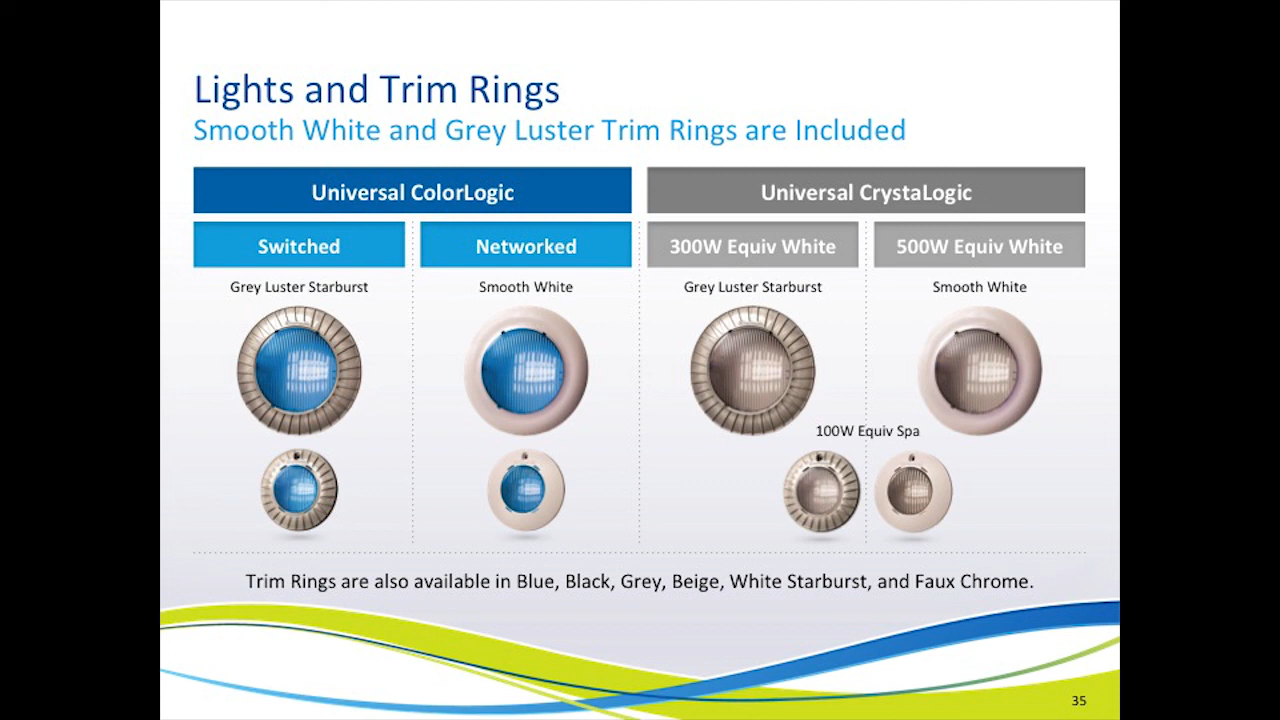 Lights and Trim Rings
Smooth White and Grey Luster Trim Rings are Included
Universal ColorLogic
Universal CrystaLogic
Switched
Networked
300W Equiv White
500W Equiv White
Grey Luster Starburst
Smooth White
Grey Luster Starburst
Smooth White
100W Equiv Spa
Trim Rings are also available in Blue, Black, Grey, Beige, White Starburst, and Faux Chrome.
35